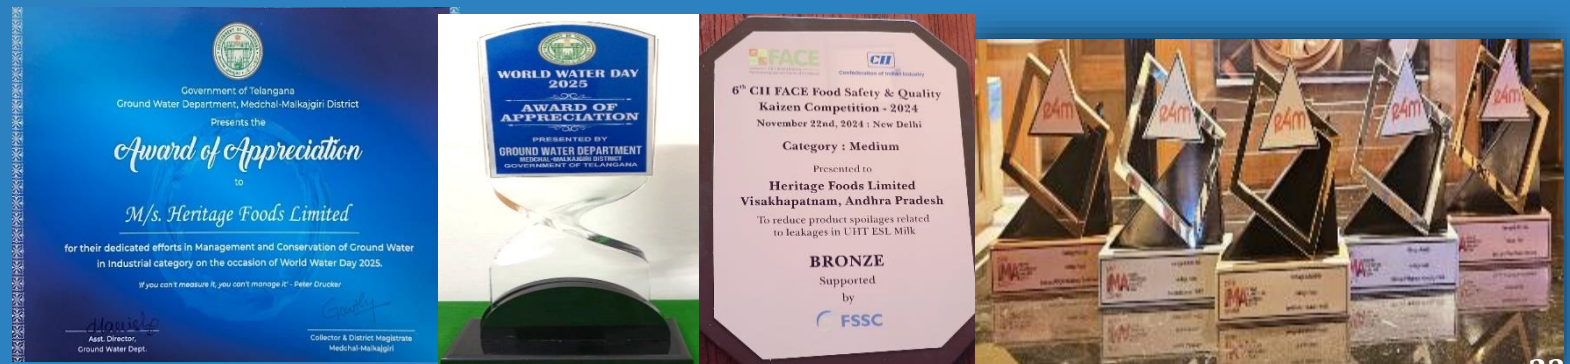 Government of Telangana
Ground Water Department, Medchal-Malkajgiri District
Presents the
Award of Appreciation
to
M/s. Heritage Foods Limited
for their dedicated efforts in Management and Conservation of Ground Water
in Industrial category on the occasion of World Water Day 2025.
'If you can't measure it, you can't manage it' - Peter Drucker
Asst. Director,
Ground Water Dept.
Collector & District Magistrate
Medchal-Malkajgiri
WORLD WATER DAY
2025
AWARD OF
APPRECIATION
PRESENTED BY
GROUND WATER DEPARTMENT
MEDCHAL-MALKAJGIRI DISTRICT
GOVERNMENT OF TELANGANA
FACE
CII
Confederation of Indian Industry
6th CII FACE Food Safety & Quality
Kaizen Competition - 2024
November 22nd, 2024 : New Delhi
Category : Medium
Presented to
Heritage Foods Limited
Visakhapatnam, Andhra Pradesh
To reduce product spoilages related
to leakages in UHT ESL Milk
BRONZE
Supported
by
FSSC
e4m
e4m
e4m
e4m
e4m
IMA
IMA
IMA
IMA
IMA